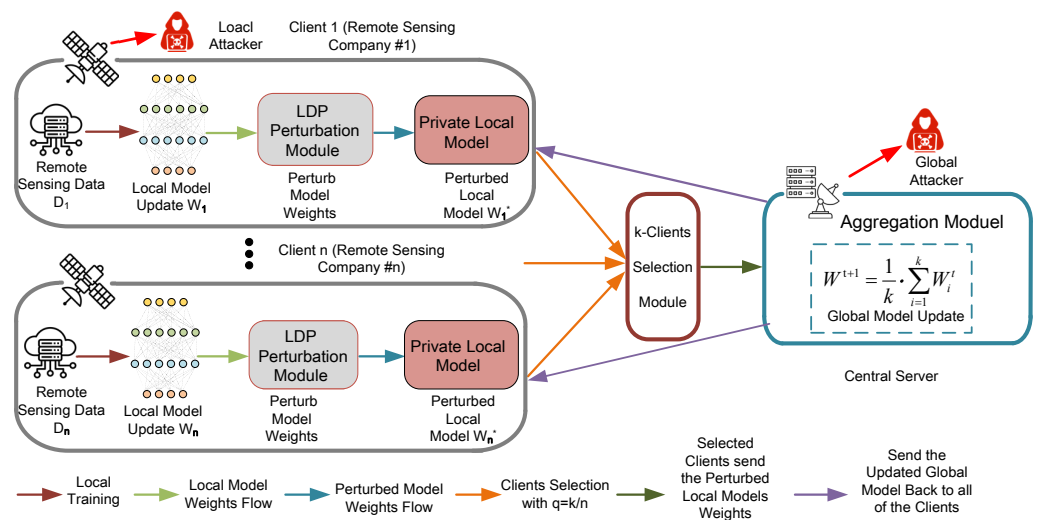 Loacl
Attacker
Client 1 (Remote Sensing
Company #1)
Remote
Sensing Data
D₁
Local Model
Update W₁
LDP
Perturbation
Module
Perturb
Model
Weights
Private Local
Model
Perturbed
Local
Model W₁*
Client n (Remote Sensing
Company #n)
Remote
Sensing Data
Dₙ
Local Model
Update Wₙ
LDP
Perturbation
Module
Perturb
Model
Weights
Private Local
Model
Perturbed
Local
Model Wₙ*
k-Clients
Selection
Module
Global
Attacker
Aggregation Moduel
W^{t+1} = \frac{1}{k} \cdot \sum_{i=1}^{k} W_i^t
Global Model Update
Central Server
Local
Training
Local Model
Weights Flow
Perturbed Model
Weights Flow
Clients Selection
with q=k/n
Selected
Clients send
the Perturbed
Local Models
Weights
Send the
Updated Global
Model Back to all
of the Clients